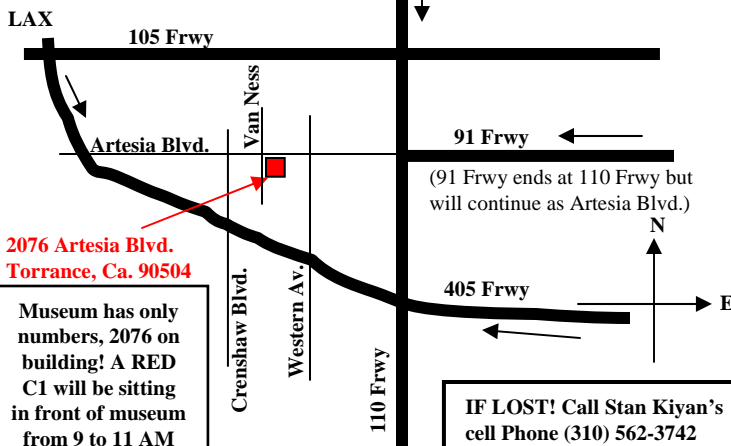 LAX
105 Frwy
Van Ness
Artesia Blvd.
91 Frwy
(91 Frwy ends at 110 Frwy but
will continue as Artesia Blvd.)
N
E
2076 Artesia Blvd.
Torrance, Ca. 90504
405 Frwy
Crenshaw Blvd.
Western Av.
110 Frwy
Museum has only
numbers, 2076 on
building! A RED
C1 will be sitting
in front of museum
from 9 to 11 AM
IF LOST! Call Stan Kiyan’s
cell Phone (310) 562-3742